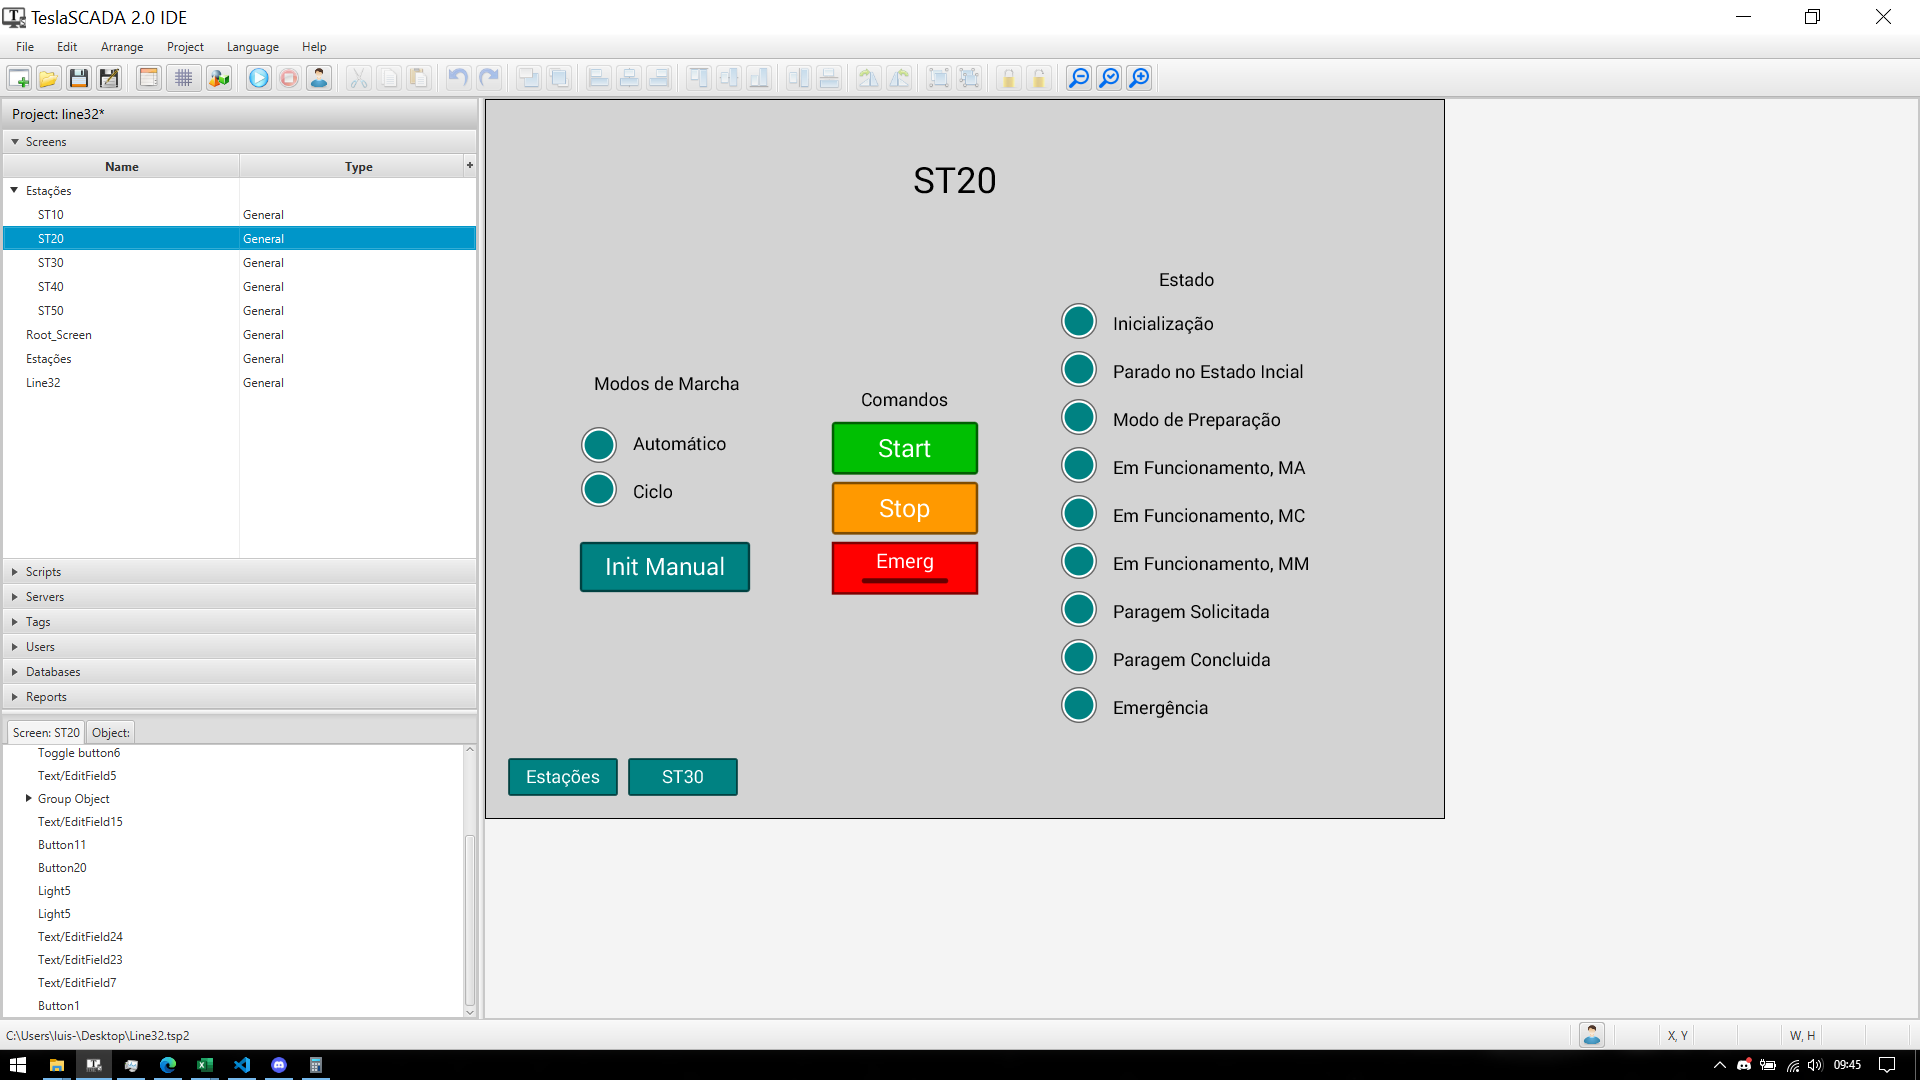 TeslaSCADA 2.0 IDE
File Edit Arrange Project Language Help
Project: line32*
Screens
Name Type +
Estações
ST10 General
ST20 General
ST30 General
ST40 General
ST50 General
Root_Screen General
Estações General
Line32 General
Scripts
Servers
Tags
Users
Databases
Reports
Screen: ST20 Object:
Toggle button6
Text/EditField5
Group Object
Text/EditField15
Button11
Button20
Light5
Light5
Text/EditField24
Text/EditField23
Text/EditField7
Button1
ST20
Modos de Marcha
Automático
Ciclo
Init Manual
Comandos
Start
Stop
Emerg
Estado
Inicialização
Parado no Estado Incial
Modo de Preparação
Em Funcionamento, MA
Em Funcionamento, MC
Em Funcionamento, MM
Paragem Solicitada
Paragem Concluida
Emergência
Estações ST30
C:\Users\luis-\Desktop\Line32.tsp2
X, Y W, H
09:45